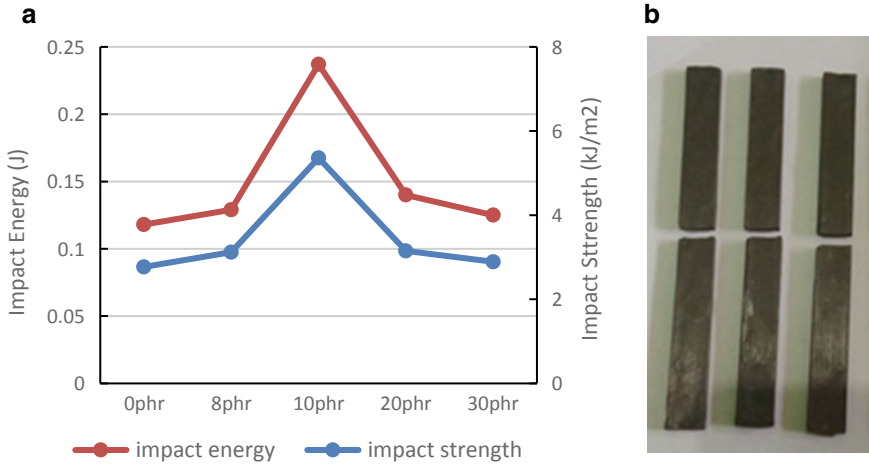 a
b
Impact Energy (J)
0.25
0.2
0.15
0.1
0.05
0
8
6
4
2
0
Impact Sttrength (kJ/m2)
0phr 8phr 10phr 20phr 30phr
impact energy impact strength